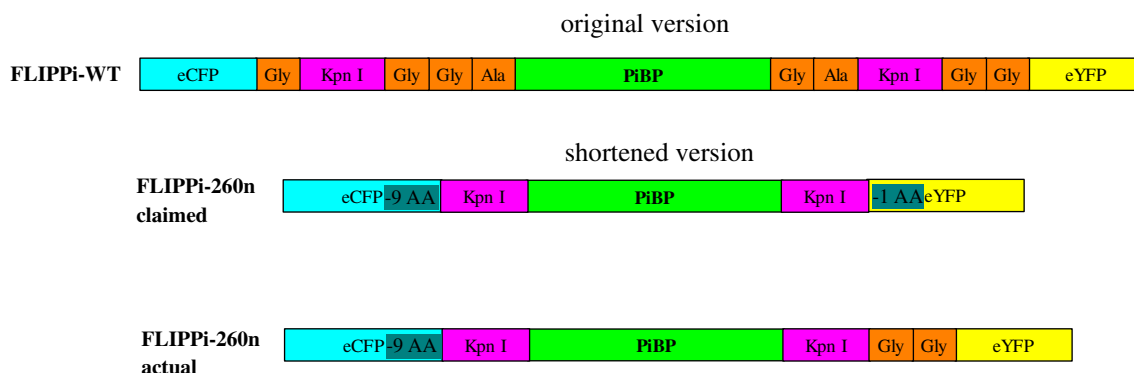 original version
FLIPPi-WT eCFP Gly Kpn I Gly Gly Ala PiBP Gly Ala Kpn I Gly Gly eYFP
shortened version
FLIPPi-260n
claimed
eCFP -9 AA Kpn I PiBP Kpn I -1 AA eYFP
FLIPPi-260n
actual
eCFP -9 AA Kpn I PiBP Kpn I Gly Gly eYFP